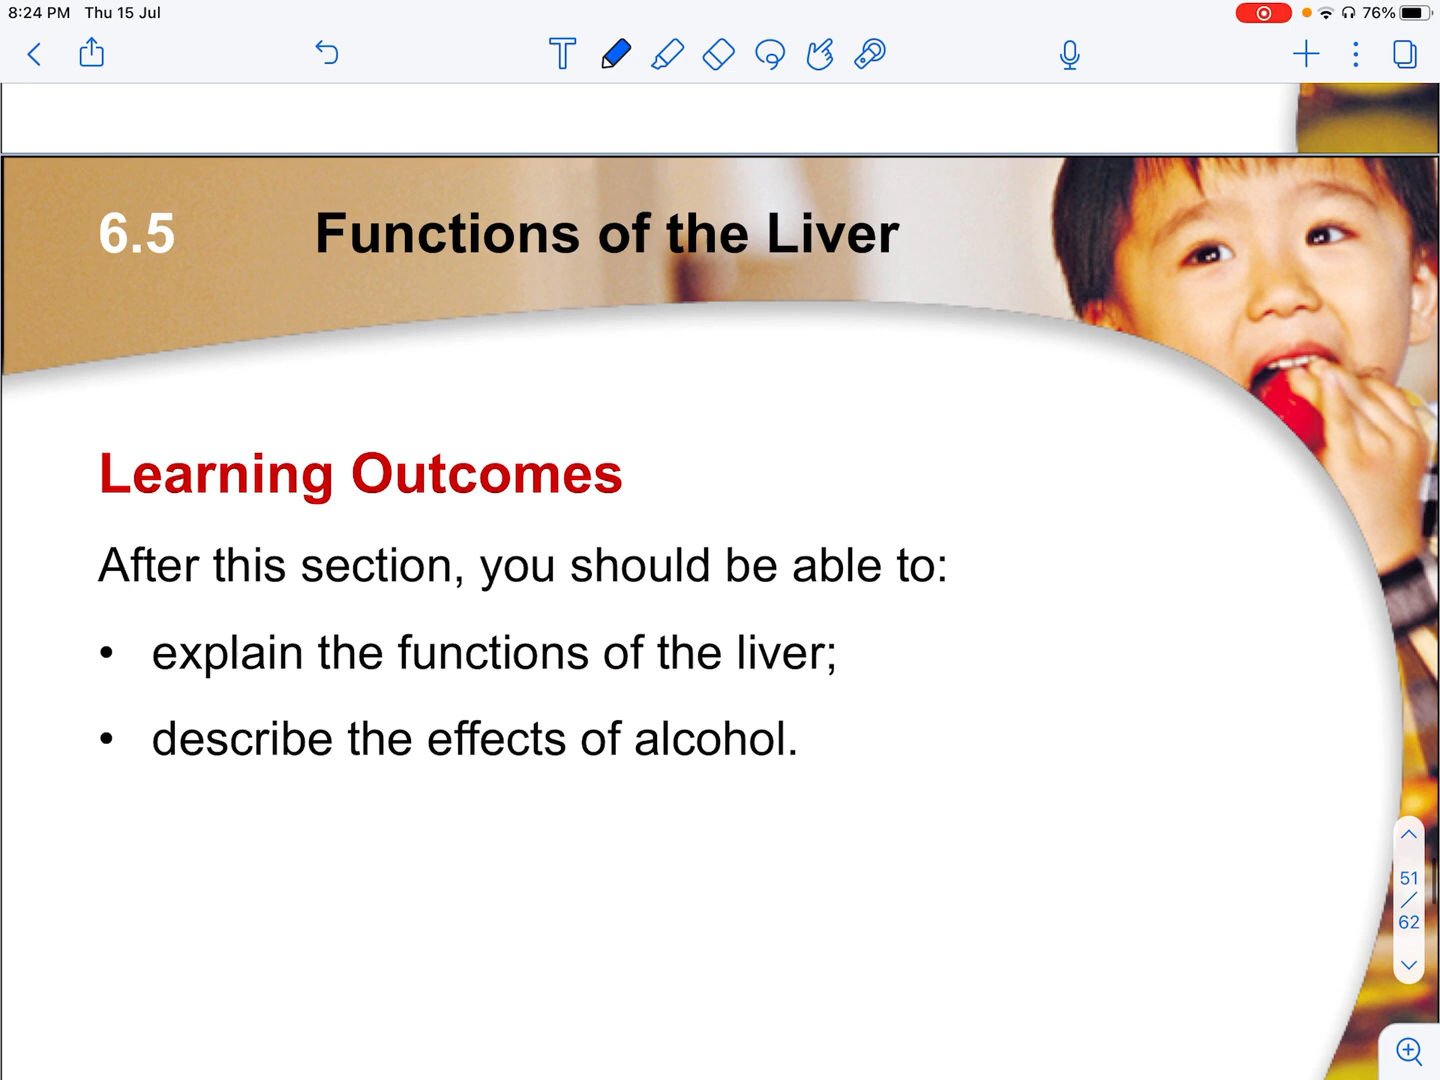 8:24 PM Thu 15 Jul
76%
6.5 Functions of the Liver
Learning Outcomes
After this section, you should be able to:
• explain the functions of the liver;
• describe the effects of alcohol.
51
/
62